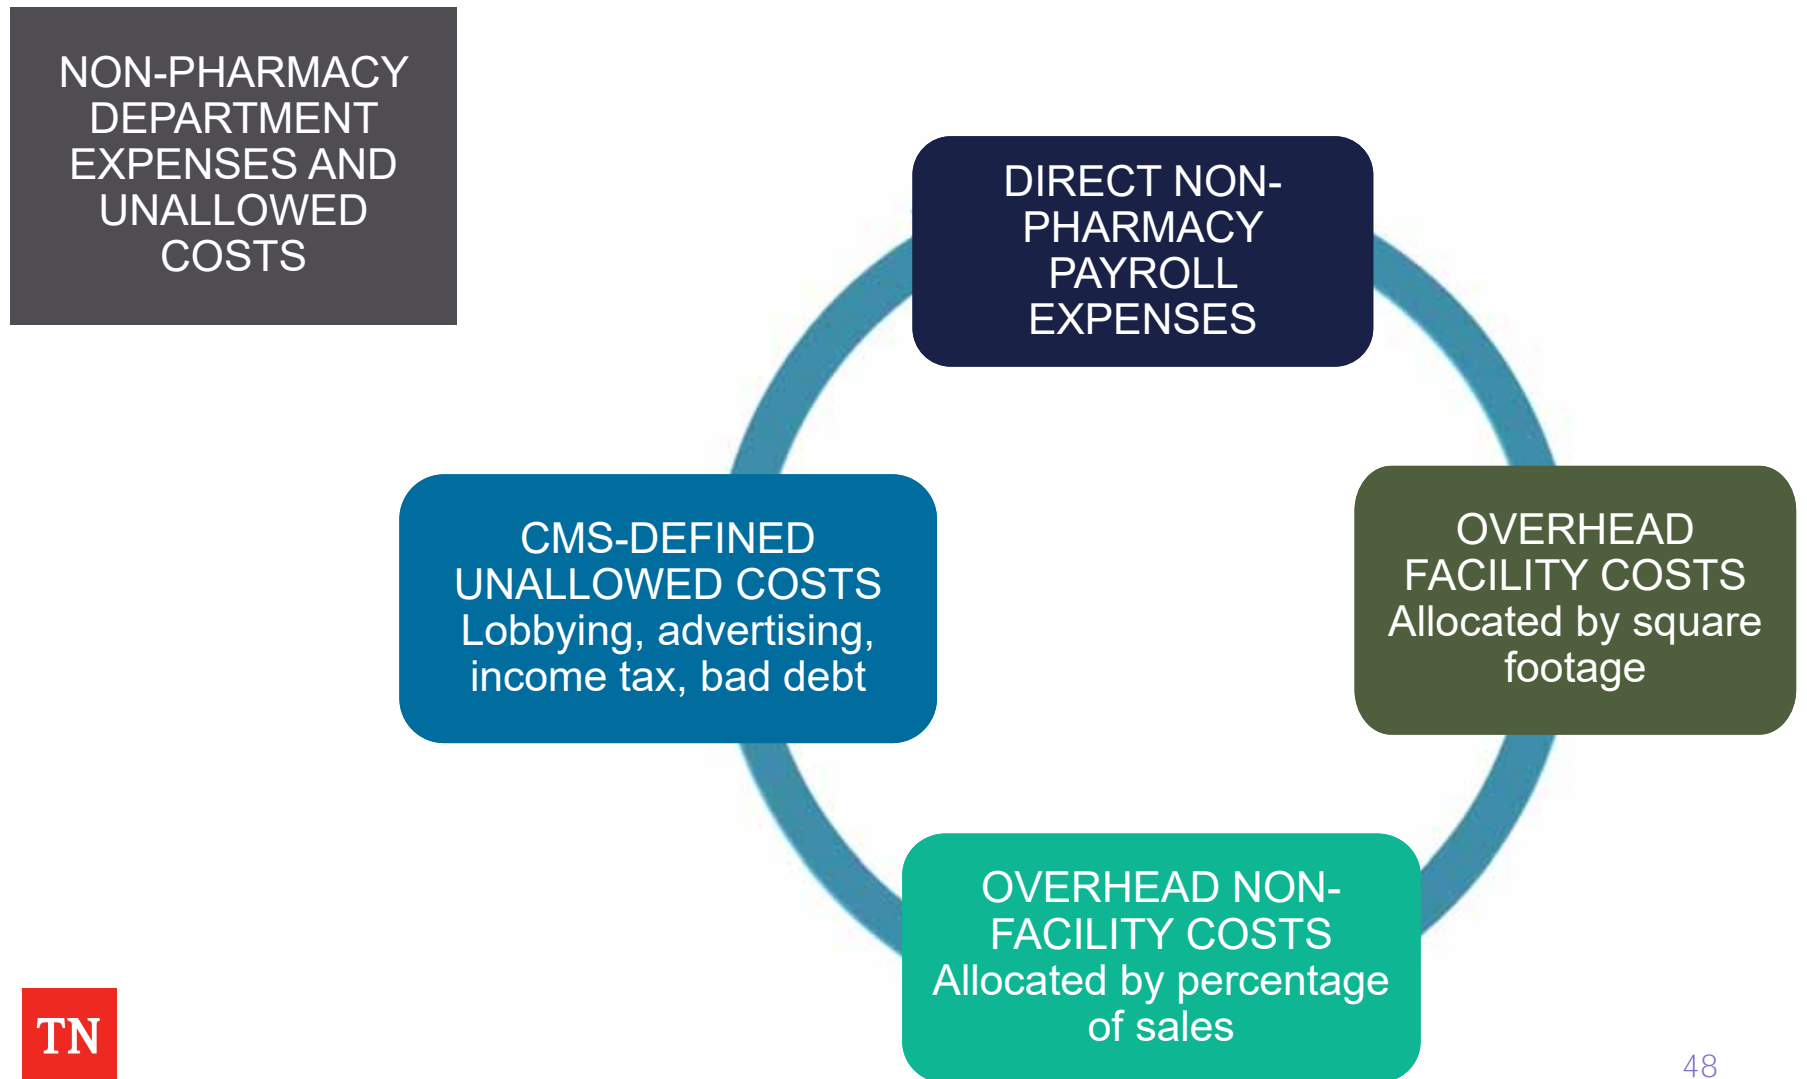 NON-PHARMACY
DEPARTMENT
EXPENSES AND
UNALLOWED
COSTS
DIRECT NON-
PHARMACY
PAYROLL
EXPENSES
OVERHEAD
FACILITY COSTS
Allocated by square
footage
OVERHEAD NON-
FACILITY COSTS
Allocated by percentage
of sales
CMS-DEFINED
UNALLOWED COSTS
Lobbying, advertising,
income tax, bad debt
TN
48